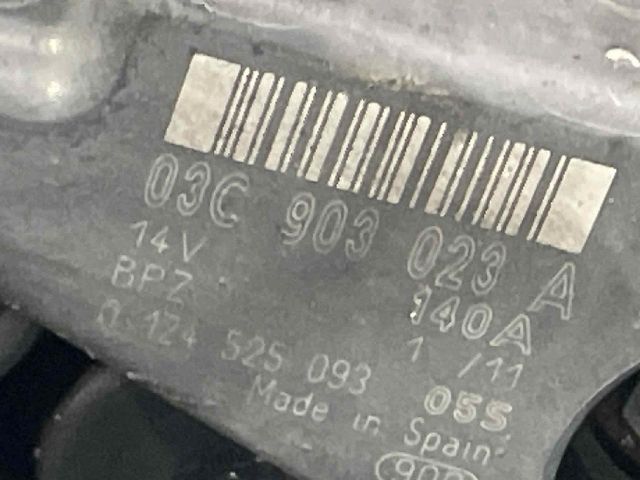 03C 903 023 A
14V 140A
BPZ 1 /11
0 124 525 093 055
Made in Spain